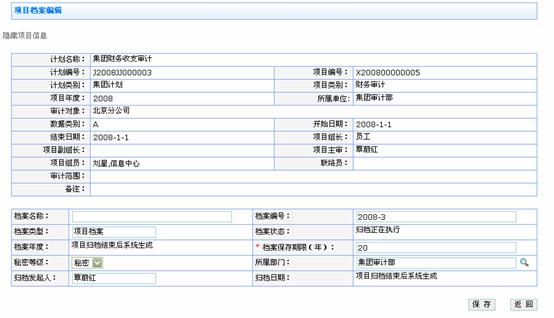 项目档案编辑
隐藏项目信息
计划名称： 集团财务收支审计
计划编号： J2008JJ000003 项目编号： X200800000005
计划类别： 集团计划 项目类别： 财务审计
项目年度： 2008 所属单位： 集团审计部
审计对象： 北京分公司
数据类别： A 开始日期： 2008-1-1
结束日期： 2008-1-1 项目组长： 员工
项目副组长： 项目主审： 覃蔚红
项目组员： 刘星,信息中心 联络员：
审计范围：
备注：
档案名称： 档案编号： 2008-3
档案类型： 项目档案 档案状态： 归档正在执行
档案年度： 项目归档结束后系统生成 * 档案保存期限（年）： 20
秘密等级： 秘密 所属部门： 集团审计部
归档发起人： 覃蔚红 归档日期： 项目归档结束后系统生成
保 存 返 回